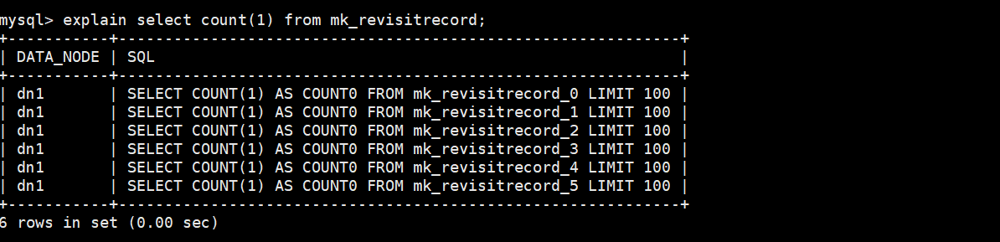 mysql> explain select count(1) from mk_revisitrecord;
+-----------+--------------------------------------------------------------+
| DATA_NODE | SQL                                                          |
+-----------+--------------------------------------------------------------+
| dn1       | SELECT COUNT(1) AS COUNT0 FROM mk_revisitrecord_0 LIMIT 100 |
| dn1       | SELECT COUNT(1) AS COUNT0 FROM mk_revisitrecord_1 LIMIT 100 |
| dn1       | SELECT COUNT(1) AS COUNT0 FROM mk_revisitrecord_2 LIMIT 100 |
| dn1       | SELECT COUNT(1) AS COUNT0 FROM mk_revisitrecord_3 LIMIT 100 |
| dn1       | SELECT COUNT(1) AS COUNT0 FROM mk_revisitrecord_4 LIMIT 100 |
| dn1       | SELECT COUNT(1) AS COUNT0 FROM mk_revisitrecord_5 LIMIT 100 |
+-----------+--------------------------------------------------------------+
6 rows in set (0.00 sec)